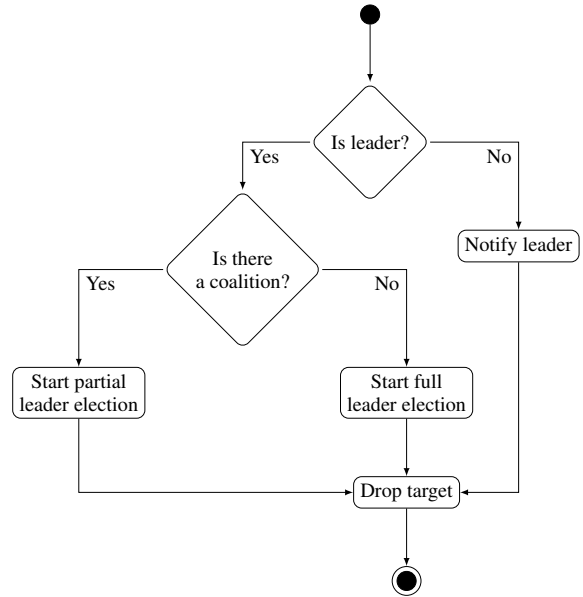 Is leader?
Yes
No
Notify leader
Is there
a coalition?
Yes
No
Start partial
leader election
Start full
leader election
Drop target